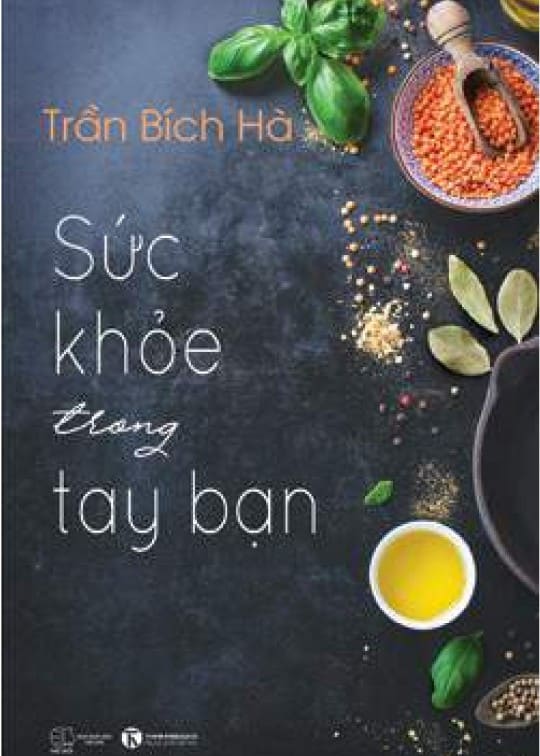 Trần Bích Hà
Sức
khỏe
trong
tay bạn